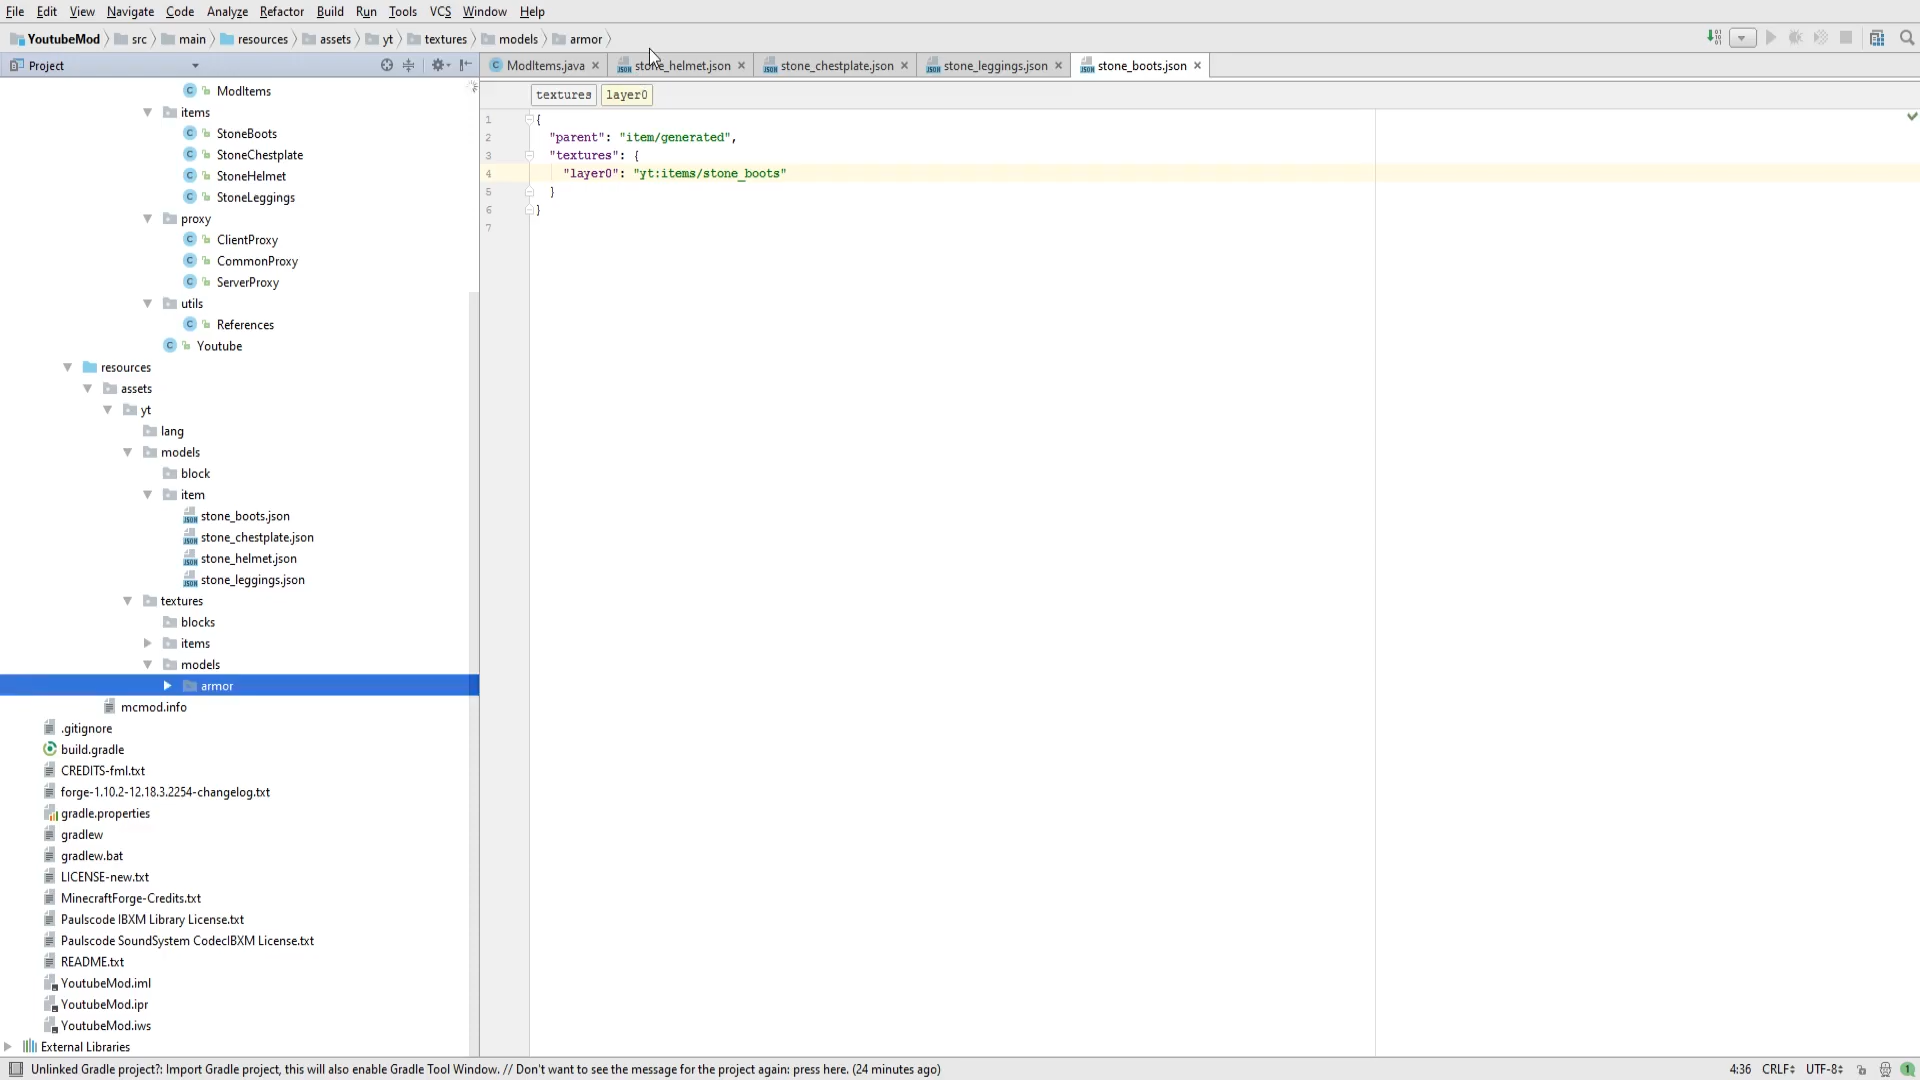 File Edit View Navigate Code Analyze Refactor Build Run Tools VCS Window Help
YoutubeMod src main resources assets yt textures models armor
Project
ModItems.java stone_helmet.json stone_chestplate.json stone_leggings.json stone_boots.json
textures layer0
ModItems
items
StoneBoots
StoneChestplate
StoneHelmet
StoneLeggings
proxy
ClientProxy
CommonProxy
ServerProxy
utils
References
Youtube
resources
assets
yt
lang
models
block
item
stone_boots.json
stone_chestplate.json
stone_helmet.json
stone_leggings.json
textures
blocks
items
models
armor
mcmod.info
.gitignore
build.gradle
CREDITS-fml.txt
forge-1.10.2-12.18.3.2254-changelog.txt
gradle.properties
gradlew
gradlew.bat
LICENSE-new.txt
MinecraftForge-Credits.txt
Paulscode IBXM Library License.txt
Paulscode SoundSystem CodecIBXM License.txt
README.txt
YoutubeMod.iml
YoutubeMod.ipr
YoutubeMod.iws
External Libraries
1 {
2 "parent": "item/generated",
3 "textures": {
4 "layer0": "yt:items/stone_boots"
5 }
6 }
7
Unlinked Gradle project?: Import Gradle project, this will also enable Gradle Tool Window. // Don't want to see the message for the project again: press here. (24 minutes ago)
4:36 CRLF UTF-8 1